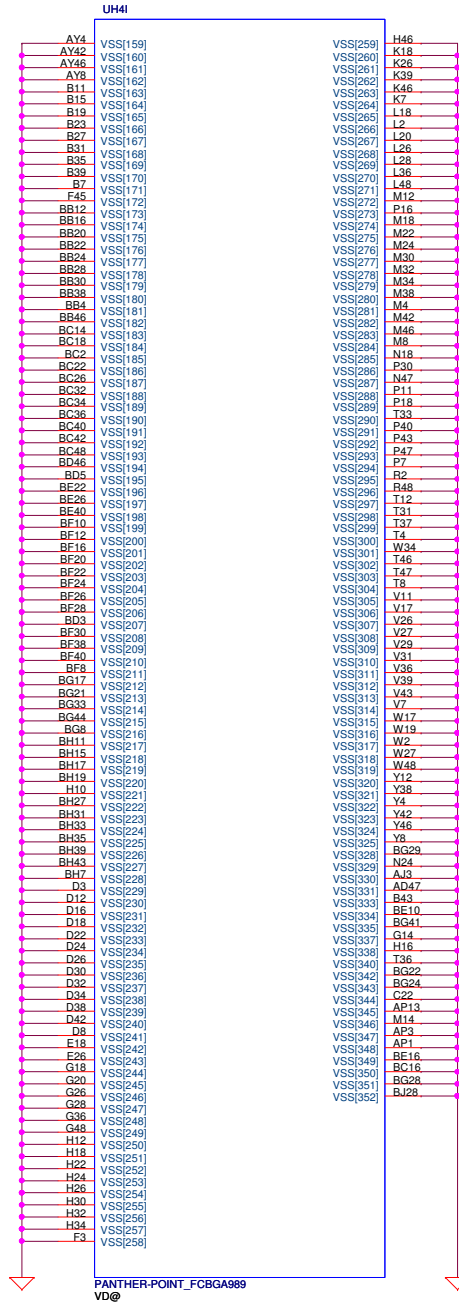 UH4I
AY4 VSS[159]
AY42 VSS[160]
AY46 VSS[161]
AY8 VSS[162]
B11 VSS[163]
B15 VSS[164]
B19 VSS[165]
B23 VSS[166]
B27 VSS[167]
B31 VSS[168]
B35 VSS[169]
B39 VSS[170]
B7 VSS[171]
F45 VSS[172]
BB12 VSS[173]
BB16 VSS[174]
BB20 VSS[175]
BB22 VSS[176]
BB24 VSS[177]
BB28 VSS[178]
BB30 VSS[179]
BB38 VSS[180]
BB4 VSS[181]
BB46 VSS[182]
BC14 VSS[183]
BC18 VSS[184]
BC2 VSS[185]
BC22 VSS[186]
BC26 VSS[187]
BC32 VSS[188]
BC34 VSS[189]
BC36 VSS[190]
BC40 VSS[191]
BC42 VSS[192]
BC48 VSS[193]
BD46 VSS[194]
BD5 VSS[195]
BE22 VSS[196]
BE26 VSS[197]
BE40 VSS[198]
BF10 VSS[199]
BF12 VSS[200]
BF16 VSS[201]
BF20 VSS[202]
BF22 VSS[203]
BF24 VSS[204]
BF26 VSS[205]
BF28 VSS[206]
BD3 VSS[207]
BF30 VSS[208]
BF38 VSS[209]
BF40 VSS[210]
BF8 VSS[211]
BG17 VSS[212]
BG21 VSS[213]
BG33 VSS[214]
BG44 VSS[215]
BG8 VSS[216]
BH11 VSS[217]
BH15 VSS[218]
BH17 VSS[219]
BH19 VSS[220]
H10 VSS[221]
BH27 VSS[222]
BH31 VSS[223]
BH33 VSS[224]
BH35 VSS[225]
BH39 VSS[226]
BH43 VSS[227]
BH7 VSS[228]
D3 VSS[229]
D12 VSS[230]
D16 VSS[231]
D18 VSS[232]
D22 VSS[233]
D24 VSS[234]
D26 VSS[235]
D30 VSS[236]
D32 VSS[237]
D34 VSS[238]
D38 VSS[239]
D42 VSS[240]
D8 VSS[241]
E18 VSS[242]
E26 VSS[243]
G18 VSS[244]
G20 VSS[245]
G26 VSS[246]
G28 VSS[247]
G36 VSS[248]
G48 VSS[249]
H12 VSS[250]
H18 VSS[251]
H22 VSS[252]
H24 VSS[253]
H26 VSS[254]
H30 VSS[255]
H32 VSS[256]
H34 VSS[257]
F3 VSS[258]
VSS[259] H46
VSS[260] K18
VSS[261] K26
VSS[262] K39
VSS[263] K46
VSS[264] K7
VSS[265] L18
VSS[266] L2
VSS[267] L20
VSS[268] L26
VSS[269] L28
VSS[270] L36
VSS[271] L48
VSS[272] M12
VSS[273] P16
VSS[274] M18
VSS[275] M22
VSS[276] M24
VSS[277] M30
VSS[278] M32
VSS[279] M34
VSS[280] M38
VSS[281] M4
VSS[282] M42
VSS[283] M46
VSS[284] M8
VSS[285] N18
VSS[286] P30
VSS[287] N47
VSS[288] P11
VSS[289] P18
VSS[290] T33
VSS[291] P40
VSS[292] P43
VSS[293] P47
VSS[294] P7
VSS[295] R2
VSS[296] R48
VSS[297] T12
VSS[298] T31
VSS[299] T37
VSS[300] T4
VSS[301] W34
VSS[302] T46
VSS[303] T47
VSS[304] T8
VSS[305] V11
VSS[306] V17
VSS[307] V26
VSS[308] V27
VSS[309] V29
VSS[310] V31
VSS[311] V36
VSS[312] V39
VSS[313] V43
VSS[314] V7
VSS[315] W17
VSS[316] W19
VSS[317] W2
VSS[318] W27
VSS[319] W48
VSS[320] Y12
VSS[321] Y38
VSS[322] Y4
VSS[323] Y42
VSS[324] Y46
VSS[325] Y8
VSS[328] BG29
VSS[329] N24
VSS[330] AJ3
VSS[331] AD47
VSS[333] B43
VSS[334] BE10
VSS[335] BG41
VSS[337] G14
VSS[338] H16
VSS[340] T36
VSS[342] BG22
VSS[343] BG24
VSS[344] C22
VSS[345] AP13
VSS[346] M14
VSS[347] AP3
VSS[348] AP1
VSS[349] BE16
VSS[350] BC16
VSS[351] BG28
VSS[352] BJ28
PANTHER-POINT_FCBGA989
VD@